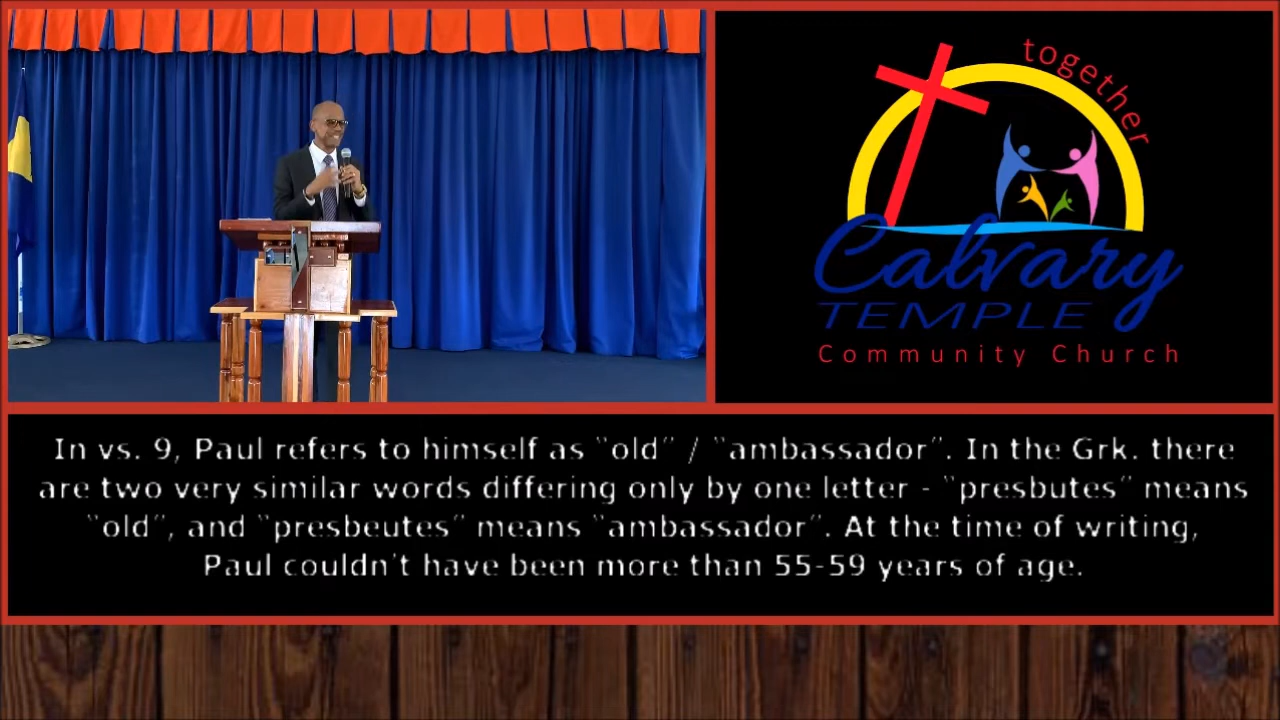 together
Calvary
TEMPLE
Community Church
In vs. 9, Paul refers to himself as "old" / "ambassador". In the Grk. there
are two very similar words differing only by one letter - "presbutes" means
"old", and "presbeutes" means "ambassador". At the time of writing,
Paul couldn't have been more than 55-59 years of age.